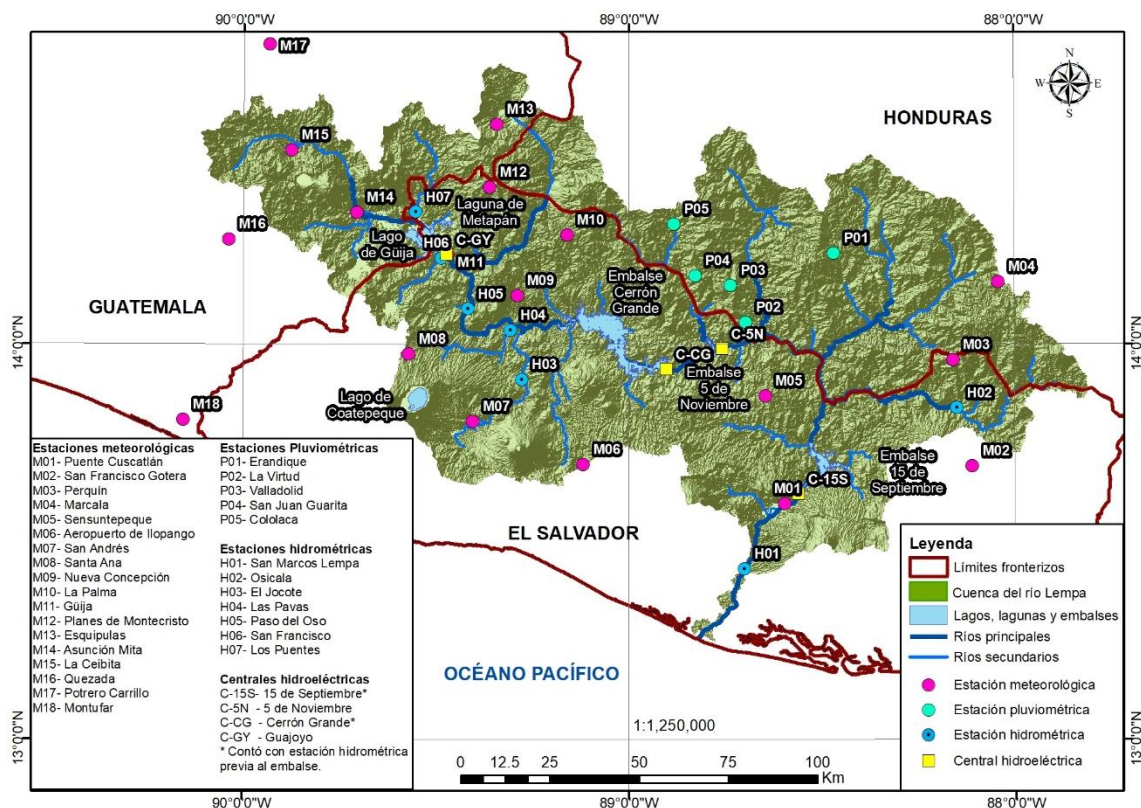 90°0'0"W
89°0'0"W
88°0'0"W
M17
N
W
E
S
M13
HONDURAS
M15
M12
M14
H07
Laguna de
Metapán
M10
P05
P01
M16
Lago
de Güija
H06
C-GY
M11
P04
P03
M04
Embalse
Cerrón
Grande
GUATEMALA
H05
M09
H04
P02
14°0'0"N
C-5N
14°0'0"N
M08
C-CG
M03
H03
Embalse
5 de
Noviembre
M05
Lago de
Coatepeque
H02
M18
M07
M06
M02
Embalse
15 de
Septiembre
C-15S
M01
EL SALVADOR
H01
OCÉANO PACÍFICO
Estaciones meteorológicas
M01- Puente Cuscatlán
M02- San Francisco Gotera
M03- Perquín
M04- Marcala
M05- Sensuntepeque
M06- Aeropuerto de Ilopango
M07- San Andrés
M08- Santa Ana
M09- Nueva Concepción
M10- La Palma
M11- Güija
M12- Planes de Montecristo
M13- Esquipulas
M14- Asunción Mita
M15- La Ceibita
M16- Quezada
M17- Potrero Carrillo
M18- Montufar
Estaciones Pluviométricas
P01- Erandique
P02- La Virtud
P03- Valladolid
P04- San Juan Guarita
P05- Cololaca
Estaciones hidrométricas
H01- San Marcos Lempa
H02- Osicala
H03- El Jocote
H04- Las Pavas
H05- Paso del Oso
H06- San Francisco
H07- Los Puentes
Centrales hidroeléctricas
C-15S- 15 de Septiembre*
C-5N - 5 de Noviembre
C-CG - Cerrón Grande*
C-GY - Guajoyo
* Contó con estación hidrométrica
previa al embalse.
Leyenda
Límites fronterizos
Cuenca del río Lempa
Lagos, lagunas y embalses
Ríos principales
Ríos secundarios
Estación meteorológica
Estación pluviométrica
Estación hidrométrica
Central hidroeléctrica
1:1,250,000
0 12.5 25 50 75 100
Km
13°0'0"N
13°0'0"N
90°0'0"W
89°0'0"W
88°0'0"W